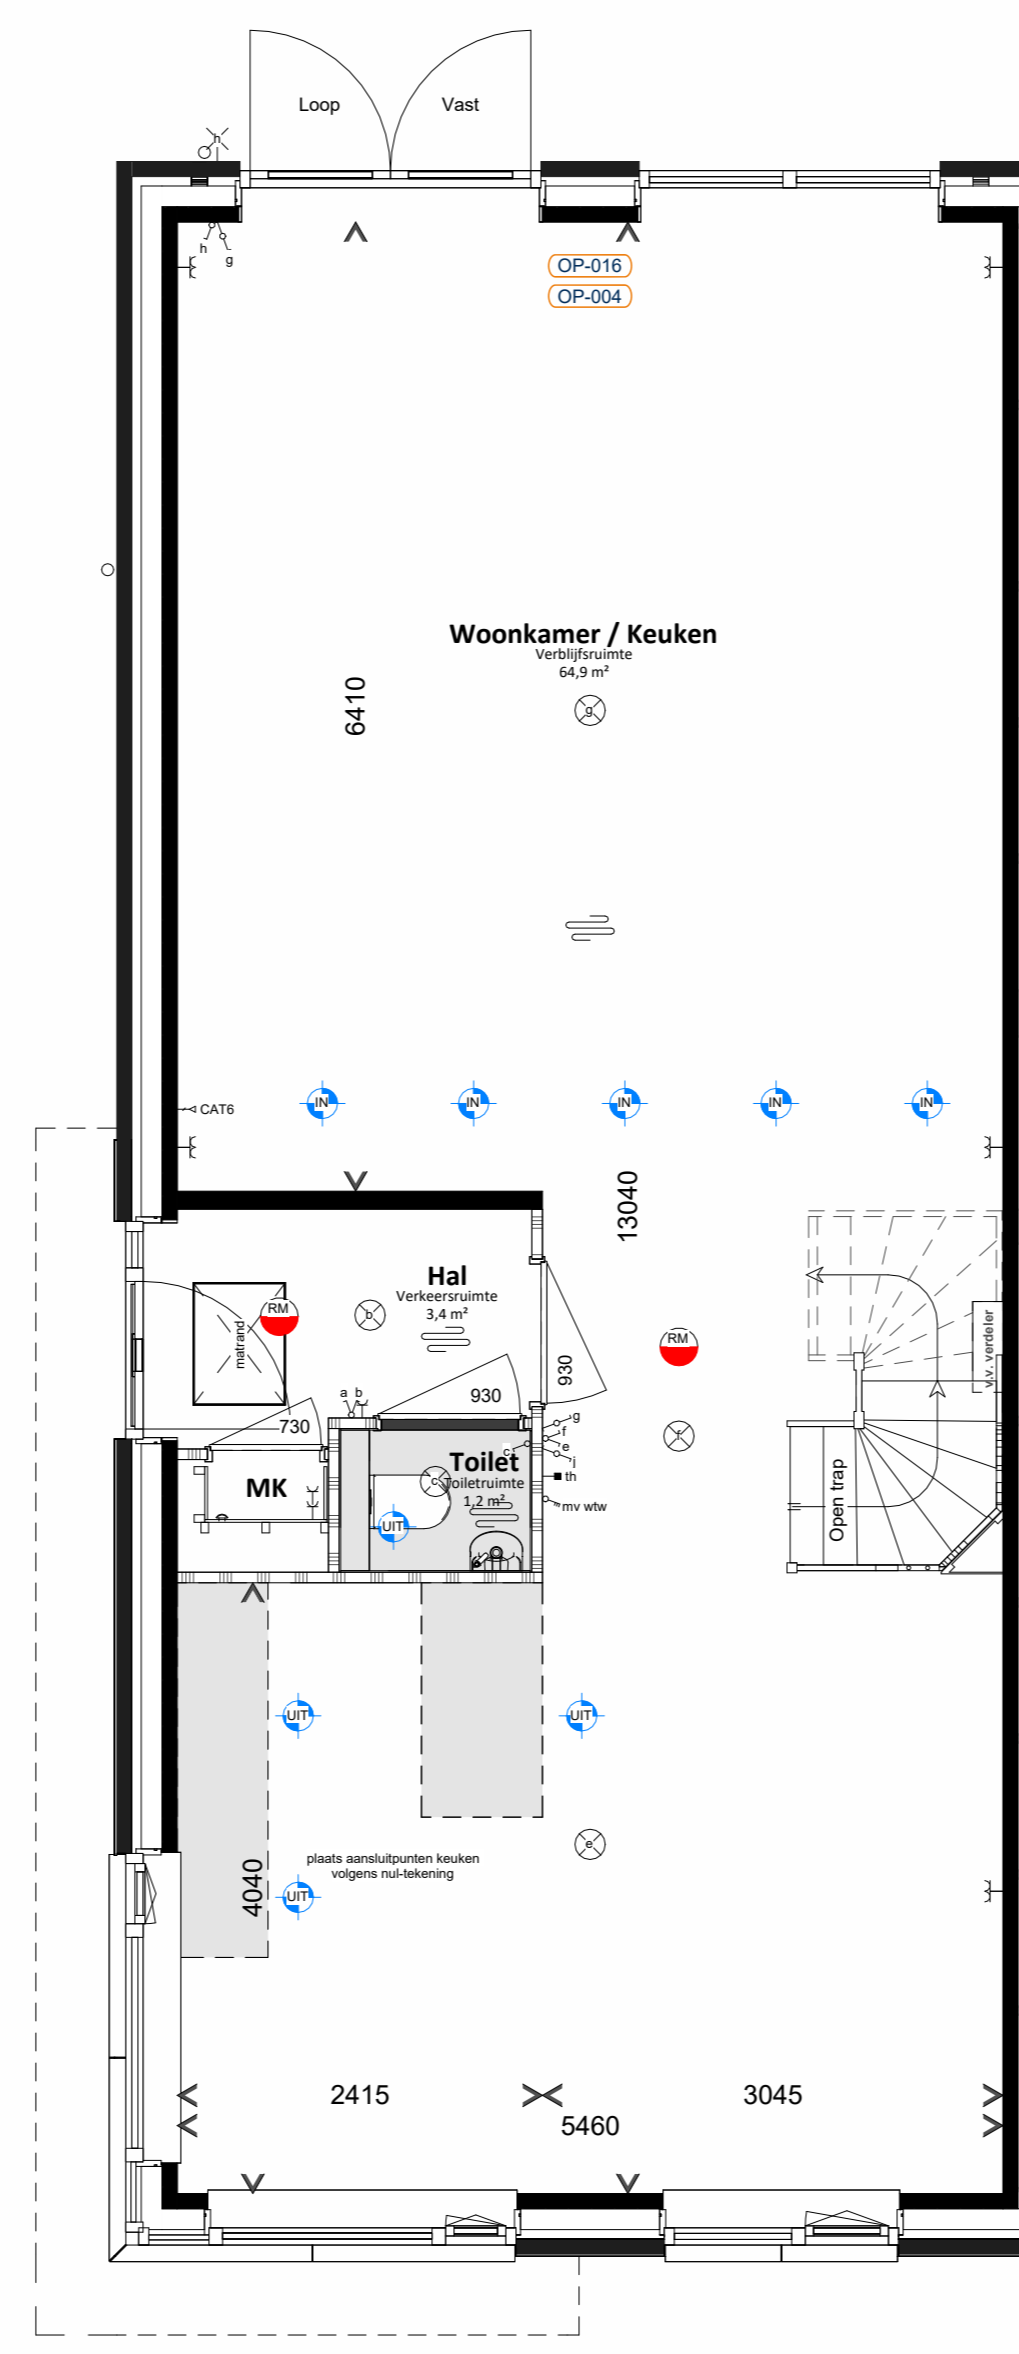 Loop
Vast
h
h
g
OP-016
OP-004
Woonkamer / Keuken
Verblijfsruimte
64,9 m²
g
6410
IN
IN
IN
IN
IN
CAT6
13040
Hal
Verkeersruimte
3,4 m²
b
RM
matrand
RM
v.v. verdeler
930
930
a
b
730
g
f
e
j
c
th
mv wtw
f
MK
Toilet
Toiletruimte
1,2 m²
c
UIT
Open trap
UIT
UIT
e
plaats aansluitpunten keuken
volgens nul-tekening
4040
UIT
2415
3045
5460